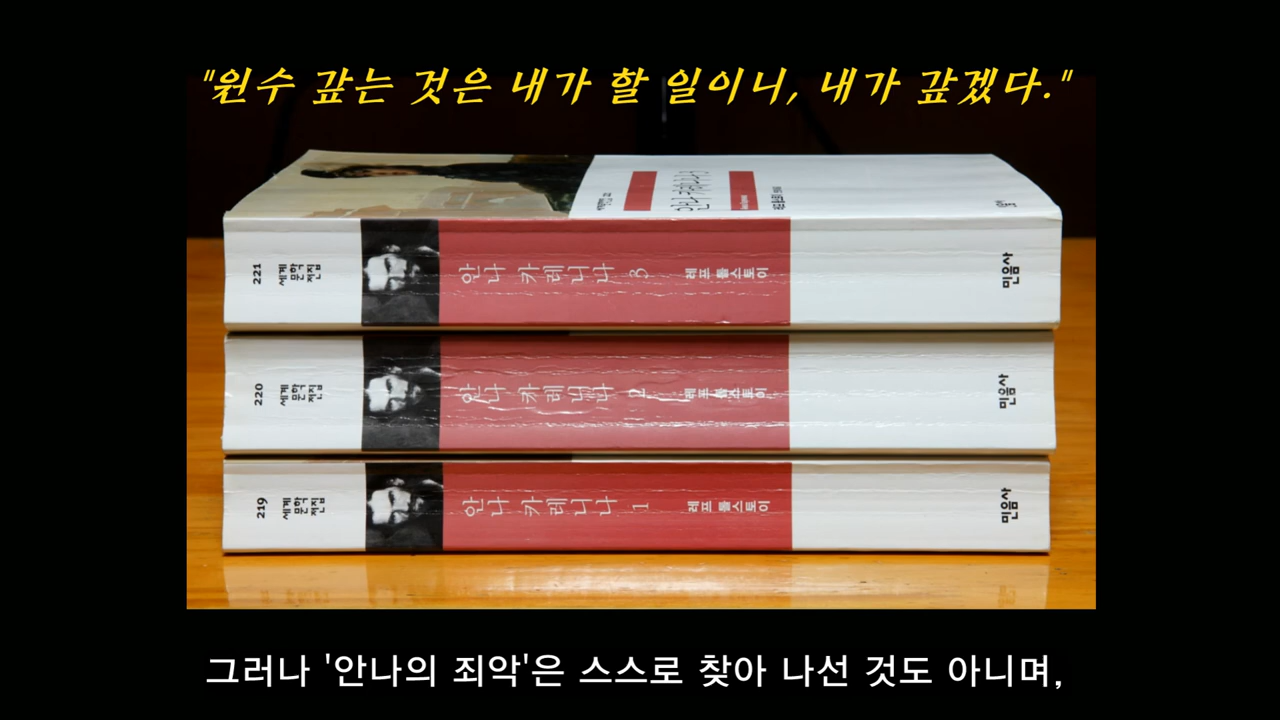 "원수 갚는 것은 내가 할 일이니, 내가 갚겠다."
221 세계문학전집 안나 카레니나 3 레프 톨스토이 민음사
220 세계문학전집 안나 카레니나 2 레프 톨스토이 민음사
219 세계문학전집 안나 카레니나 1 레프 톨스토이 민음사
그러나 '안나의 죄악'은 스스로 찾아 나선 것도 아니며,